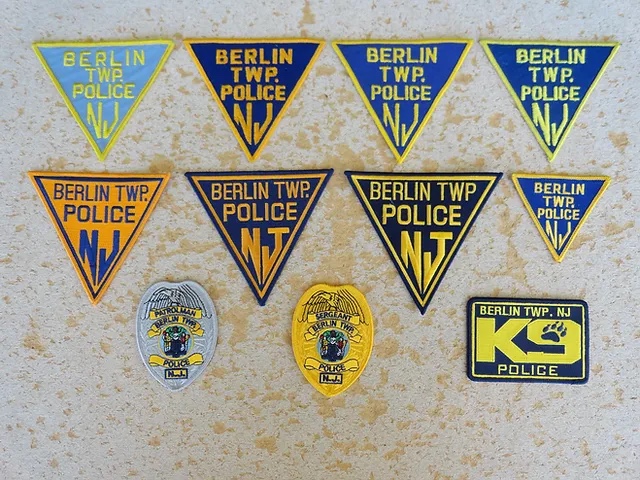 BERLIN
TWP.
POLICE
NJ
BERLIN
TWP.
POLICE
NJ
BERLIN
TWP.
POLICE
NJ
BERLIN
TWP.
POLICE
NJ
BERLIN TWP.
POLICE
NJ
BERLIN TWP.
POLICE
NJ
BERLIN TWP
POLICE
NJ
BERLIN
TWP.
POLICE
NJ
PATROLMAN
BERLIN TWP.
POLICE
N.J.
SERGEANT
BERLIN TWP.
POLICE
N.J.
BERLIN TWP. NJ
K9
POLICE